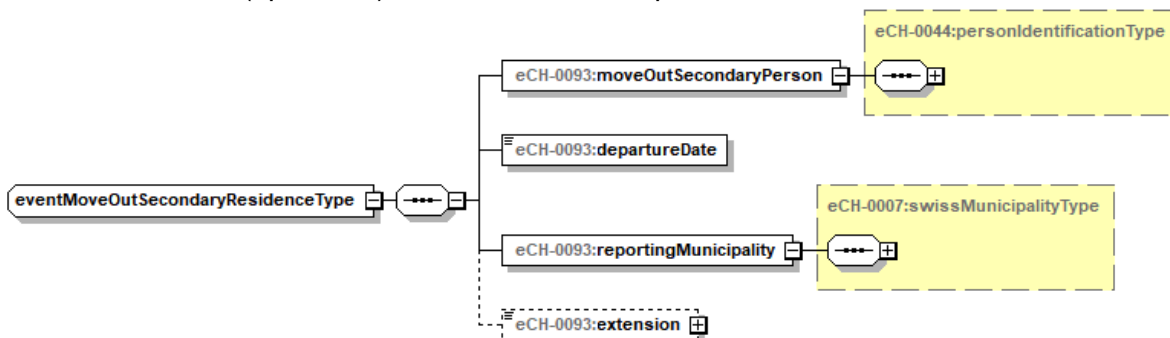 eCH-0044:personIdentificationType
eCH-0093:moveOutSecondaryPerson
eCH-0093:departureDate
eventMoveOutSecondaryResidenceType
eCH-0007:swissMunicipalityType
eCH-0093:reportingMunicipality
eCH-0093:extension